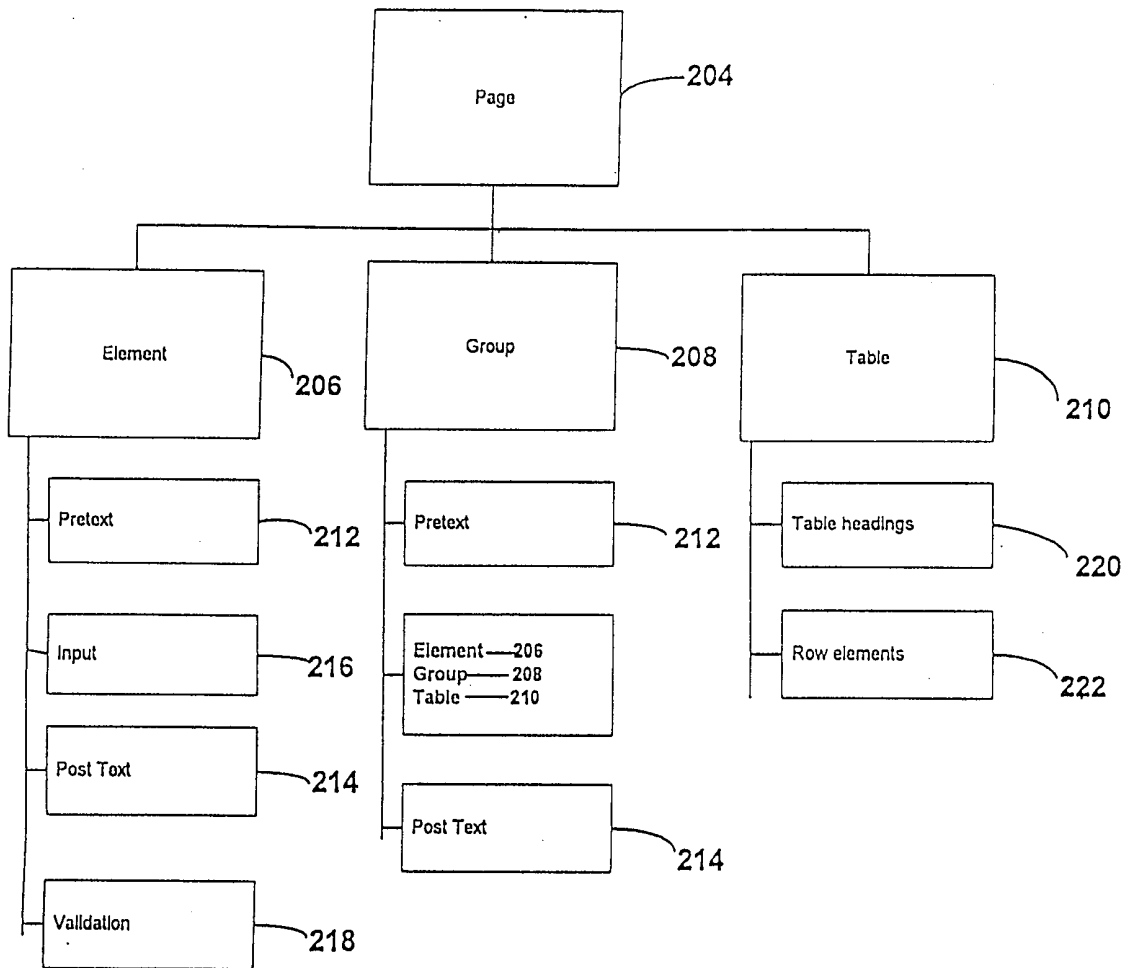 Page
204
Element
206
Group
208
Table
210
Pretext
212
Input
216
Post Text
214
Validation
218
Pretext
212
Element 206
Group 208
Table 210
Post Text
214
Table headings
220
Row elements
222